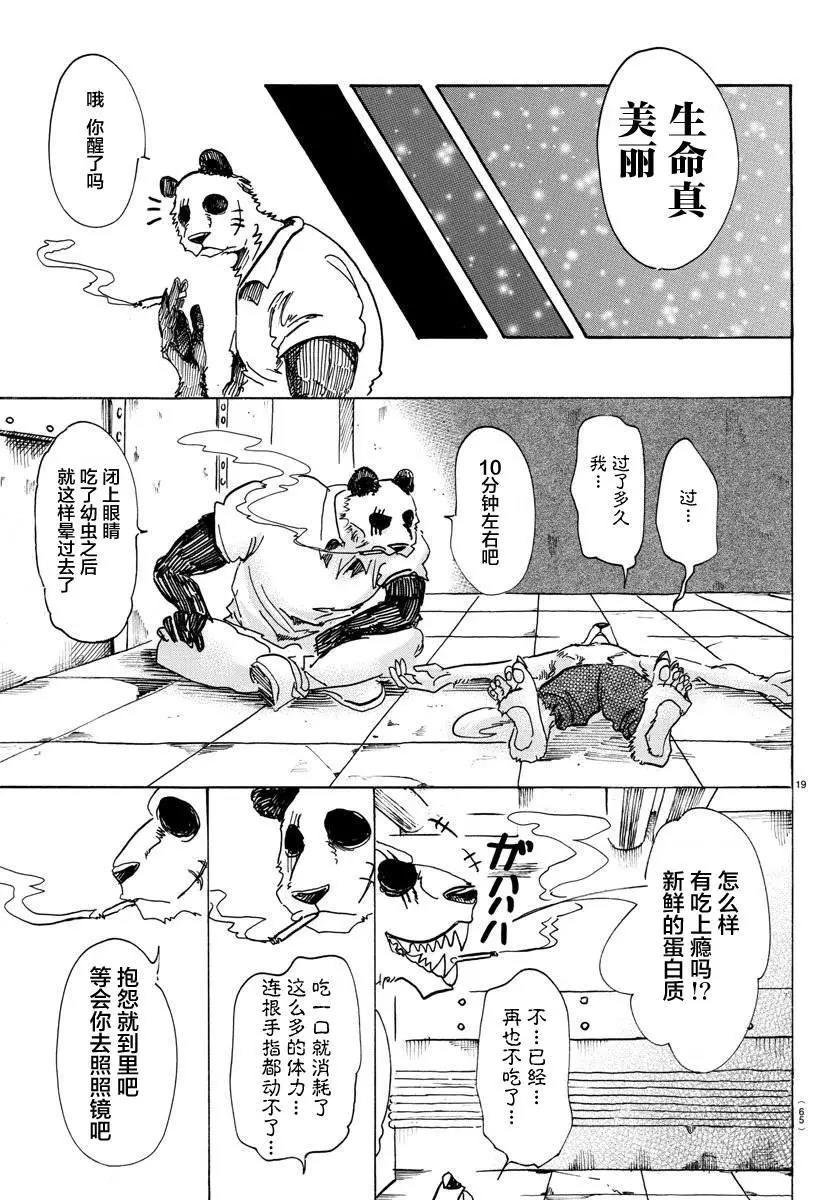 生命真
美丽
哦 你醒了吗
过…
过了多久
我…
10分钟左右吧
闭上眼睛
吃了幼虫之后
就这样晕过去了
19
怎么样
有吃上瘾吗!?
新鲜的蛋白质
ガハハハ
不…已经…
再也不吃了…
吃一口就消耗了
这么多的体力…
连根手指都动不了…
抱怨就到里吧
等会你去照照镜吧
(65)